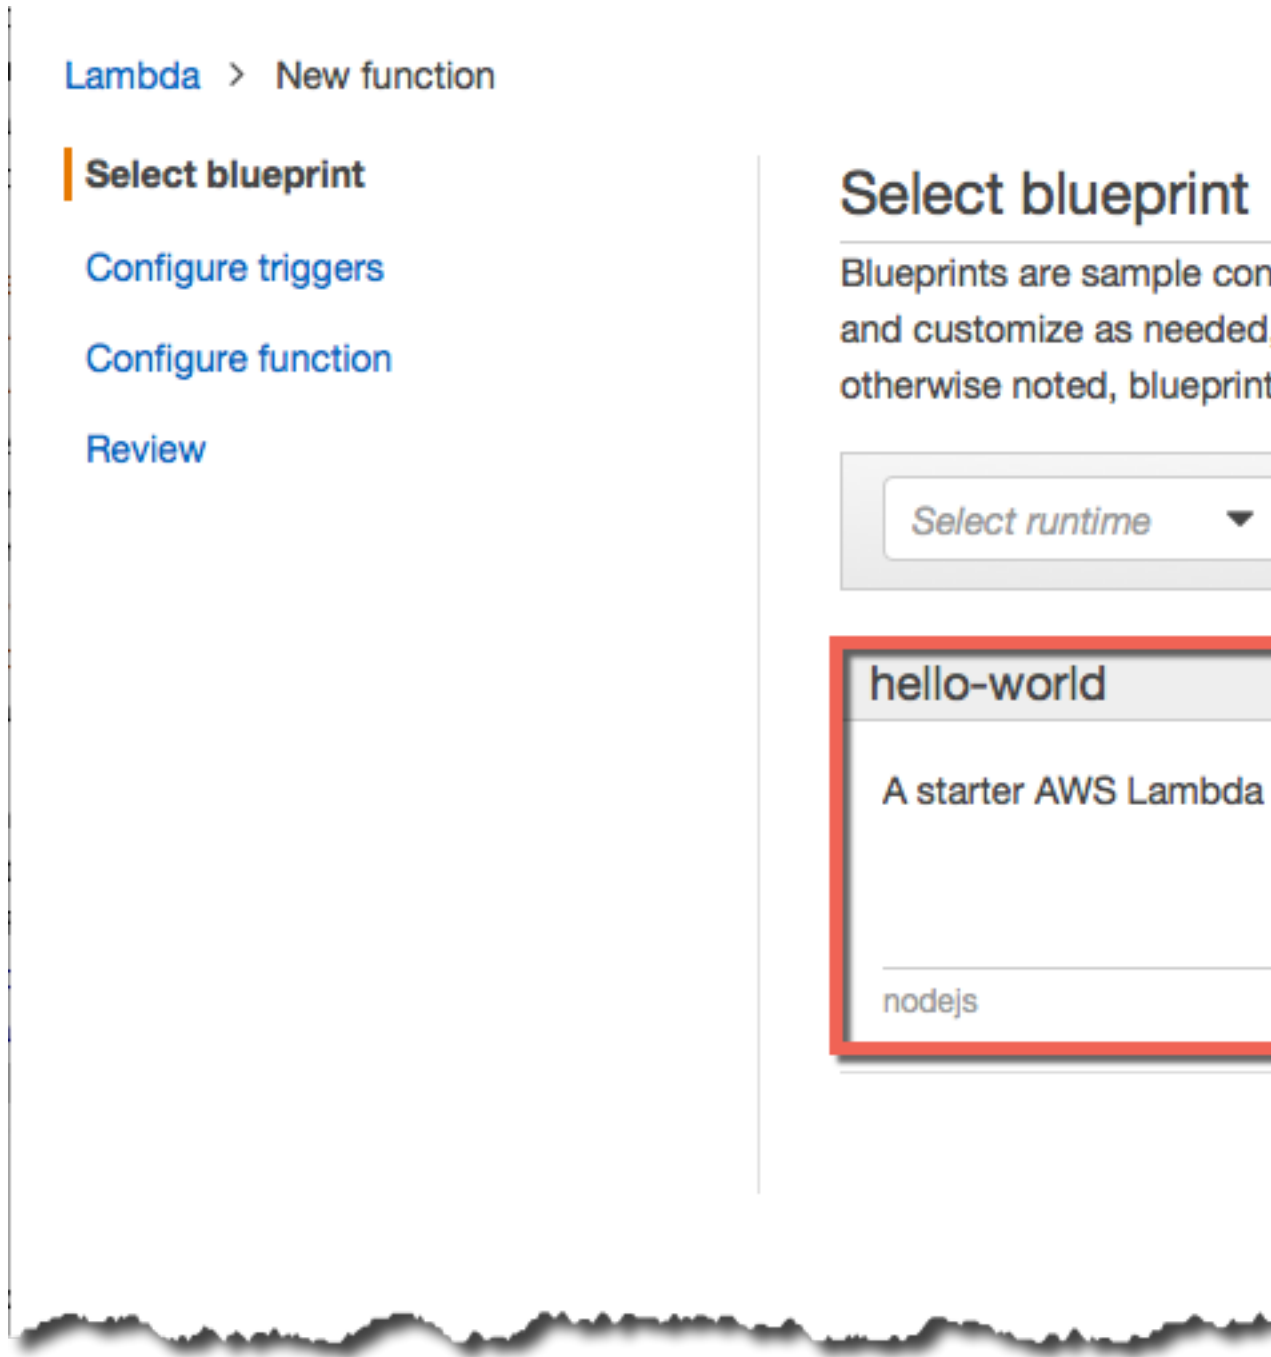 Lambda > New function
Select blueprint
Configure triggers
Configure function
Review
Select blueprint
Blueprints are sample con
and customize as needed,
otherwise noted, blueprint
Select runtime
hello-world
A starter AWS Lambda
nodejs